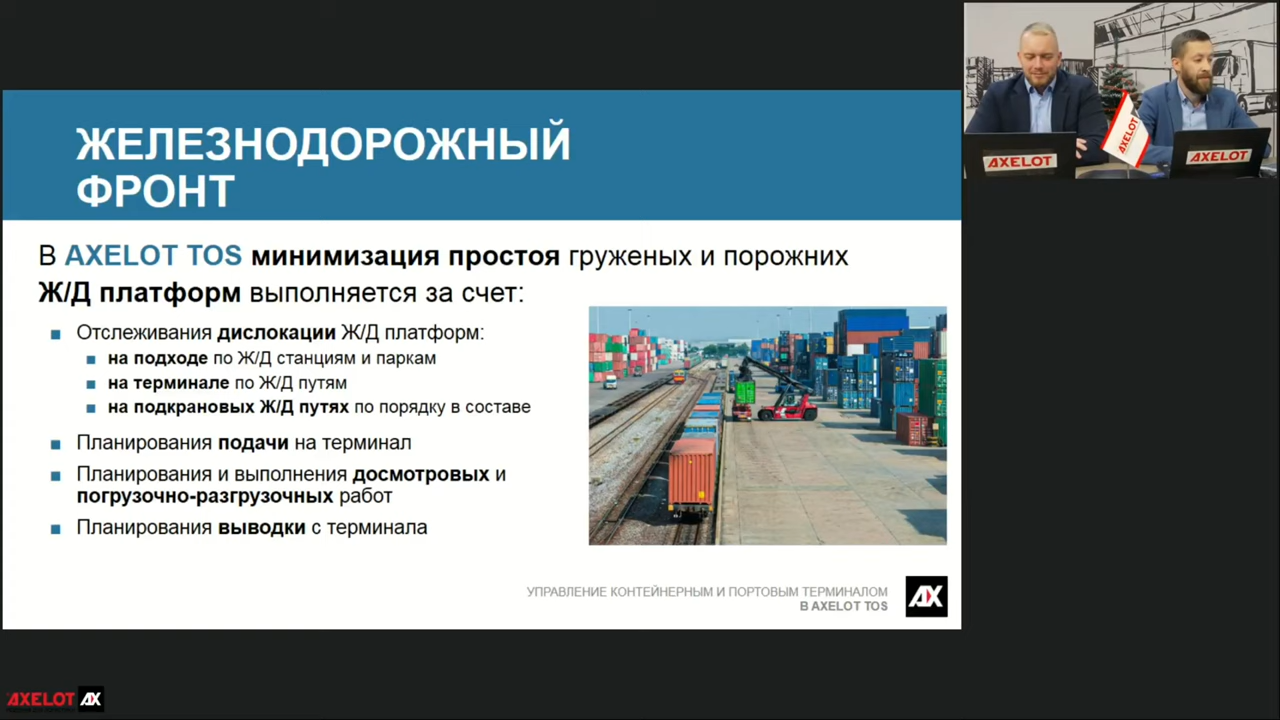 ЖЕЛЕЗНОДОРОЖНЫЙ
ФРОНТ
В AXELOT TOS минимизация простоя груженых и порожних
Ж/Д платформ выполняется за счет:
Отслеживания дислокации Ж/Д платформ:
на подходе по Ж/Д станциям и паркам
на терминале по Ж/Д путям
на подкрановых Ж/Д путях по порядку в составе
Планирования подачи на терминал
Планирования и выполнения досмотровых и
погрузочно-разгрузочных работ
Планирования выводки с терминала
УПРАВЛЕНИЕ КОНТЕЙНЕРНЫМ И ПОРТОВЫМ ТЕРМИНАЛОМ
В AXELOT TOS
AX
AXELOT
AXELOT
AXELOT
AXELOT AX